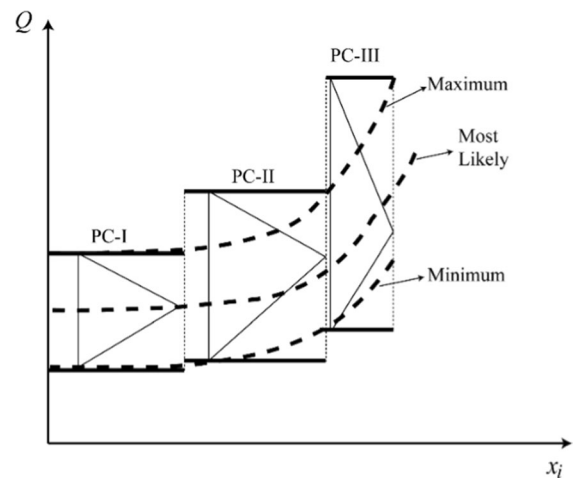 Q
PC-III
Maximum
Most
Likely
PC-II
PC-I
Minimum
xi